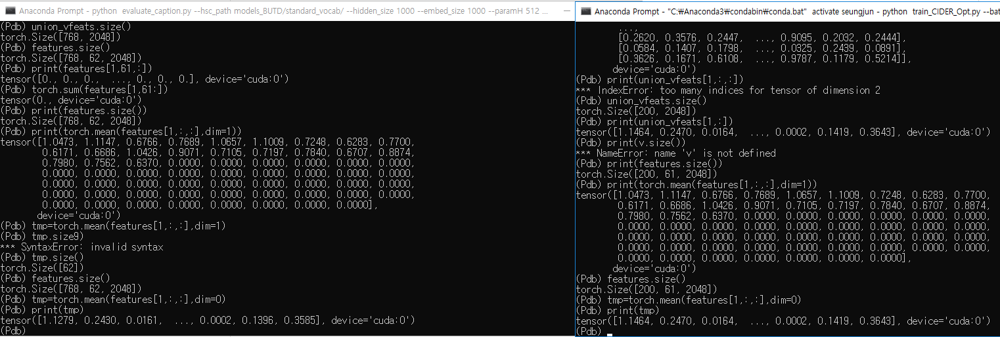 Anaconda Prompt - python  evaluate_caption.py --hsc_path models_BUTD/standard_vocab/ --hidden_size 1000 --embed_size 1000 --paramH 512 ...
(Pdb) union_vfeats.size()
torch.Size([768, 2048])
(Pdb) features.size()
torch.Size([768, 62, 2048])
(Pdb) print(features[1,61,:])
tensor([0., 0., 0.,  ..., 0., 0., 0.], device='cuda:0')
(Pdb) torch.sum(features[1,61:])
tensor(0., device='cuda:0')
(Pdb) print(features.size())
torch.Size([768, 62, 2048])
(Pdb) print(torch.mean(features[1,:,:],dim=1))
tensor([1.0473, 1.1147, 0.6766, 0.7689, 1.0657, 1.1009, 0.7248, 0.6283, 0.7700,
0.6171, 0.6686, 1.0426, 0.9071, 0.7105, 0.7197, 0.7840, 0.6707, 0.8874,
0.7980, 0.7562, 0.6370, 0.0000, 0.0000, 0.0000, 0.0000, 0.0000, 0.0000,
0.0000, 0.0000, 0.0000, 0.0000, 0.0000, 0.0000, 0.0000, 0.0000, 0.0000,
0.0000, 0.0000, 0.0000, 0.0000, 0.0000, 0.0000, 0.0000, 0.0000, 0.0000,
0.0000, 0.0000, 0.0000, 0.0000, 0.0000, 0.0000, 0.0000, 0.0000, 0.0000,
0.0000, 0.0000, 0.0000, 0.0000, 0.0000, 0.0000, 0.0000, 0.0000],
device='cuda:0')
(Pdb) tmp=torch.mean(features[1,:,:],dim=1)
(Pdb) tmp.size9)
*** SyntaxError: invalid syntax
(Pdb) tmp.size()
torch.Size([62])
(Pdb) features.size()
torch.Size([768, 62, 2048])
(Pdb) tmp=torch.mean(features[1,:,:],dim=0)
(Pdb) print(tmp)
tensor([1.1279, 0.2430, 0.0161,  ..., 0.0002, 0.1396, 0.3585], device='cuda:0')
(Pdb)
Anaconda Prompt - "C:₩Anaconda3₩condabin₩conda.bat"  activate seungjun - python  train_CIDER_Opt.py --bat
...,
[0.2620, 0.3576, 0.2447,  ..., 0.9095, 0.2032, 0.2444],
[0.0584, 0.1407, 0.1798,  ..., 0.0325, 0.2439, 0.0891],
[0.3626, 0.1671, 0.6108,  ..., 0.9787, 0.1179, 0.5214]],
device='cuda:0')
(Pdb) print(union_vfeats[1,:,:])
*** IndexError: too many indices for tensor of dimension 2
(Pdb) union_vfeats.size()
torch.Size([200, 2048])
(Pdb) print(union_vfeats[1,:])
tensor([1.1464, 0.2470, 0.0164,  ..., 0.0002, 0.1419, 0.3643], device='cuda:0')
(Pdb) print(v.size())
*** NameError: name 'v' is not defined
(Pdb) print(features.size())
torch.Size([200, 61, 2048])
(Pdb) print(torch.mean(features[1,:,:],dim=1))
tensor([1.0473, 1.1147, 0.6766, 0.7689, 1.0657, 1.1009, 0.7248, 0.6283, 0.7700,
0.6171, 0.6686, 1.0426, 0.9071, 0.7105, 0.7197, 0.7840, 0.6707, 0.8874,
0.7980, 0.7562, 0.6370, 0.0000, 0.0000, 0.0000, 0.0000, 0.0000, 0.0000,
0.0000, 0.0000, 0.0000, 0.0000, 0.0000, 0.0000, 0.0000, 0.0000, 0.0000,
0.0000, 0.0000, 0.0000, 0.0000, 0.0000, 0.0000, 0.0000, 0.0000, 0.0000,
0.0000, 0.0000, 0.0000, 0.0000, 0.0000, 0.0000, 0.0000, 0.0000, 0.0000,
0.0000, 0.0000, 0.0000, 0.0000, 0.0000, 0.0000, 0.0000],
device='cuda:0')
(Pdb) features.size()
torch.Size([200, 61, 2048])
(Pdb) tmp=torch.mean(features[1,:,:],dim=0)
(Pdb) print(tmp)
tensor([1.1464, 0.2470, 0.0164,  ..., 0.0002, 0.1419, 0.3643], device='cuda:0')
(Pdb)